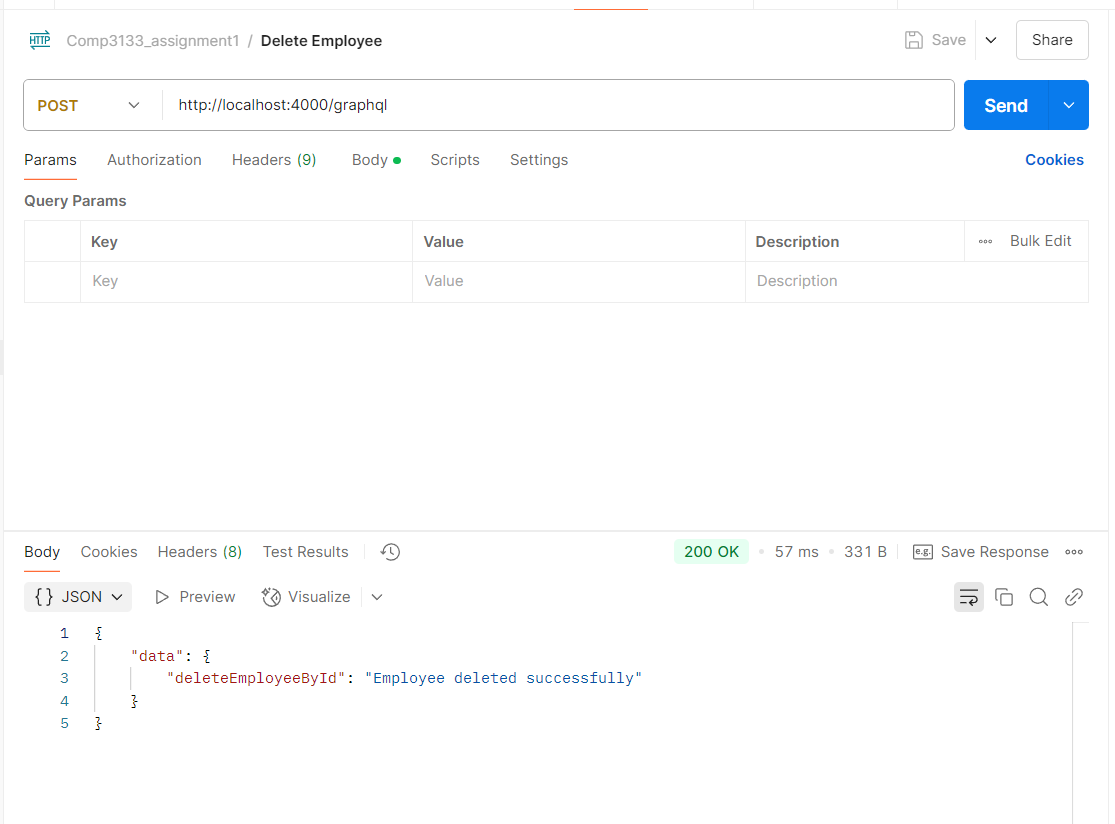 HTTP Comp3133_assignment1 / Delete Employee Save Share
POST http://localhost:4000/graphql Send
Params Authorization Headers (9) Body Scripts Settings Cookies
Query Params
Key Value Description Bulk Edit
Key Value Description
Body Cookies Headers (8) Test Results 200 OK 57 ms 331 B e.g. Save Response
{} JSON Preview Visualize
1 {
2 "data": {
3 "deleteEmployeeById": "Employee deleted successfully"
4 }
5 }